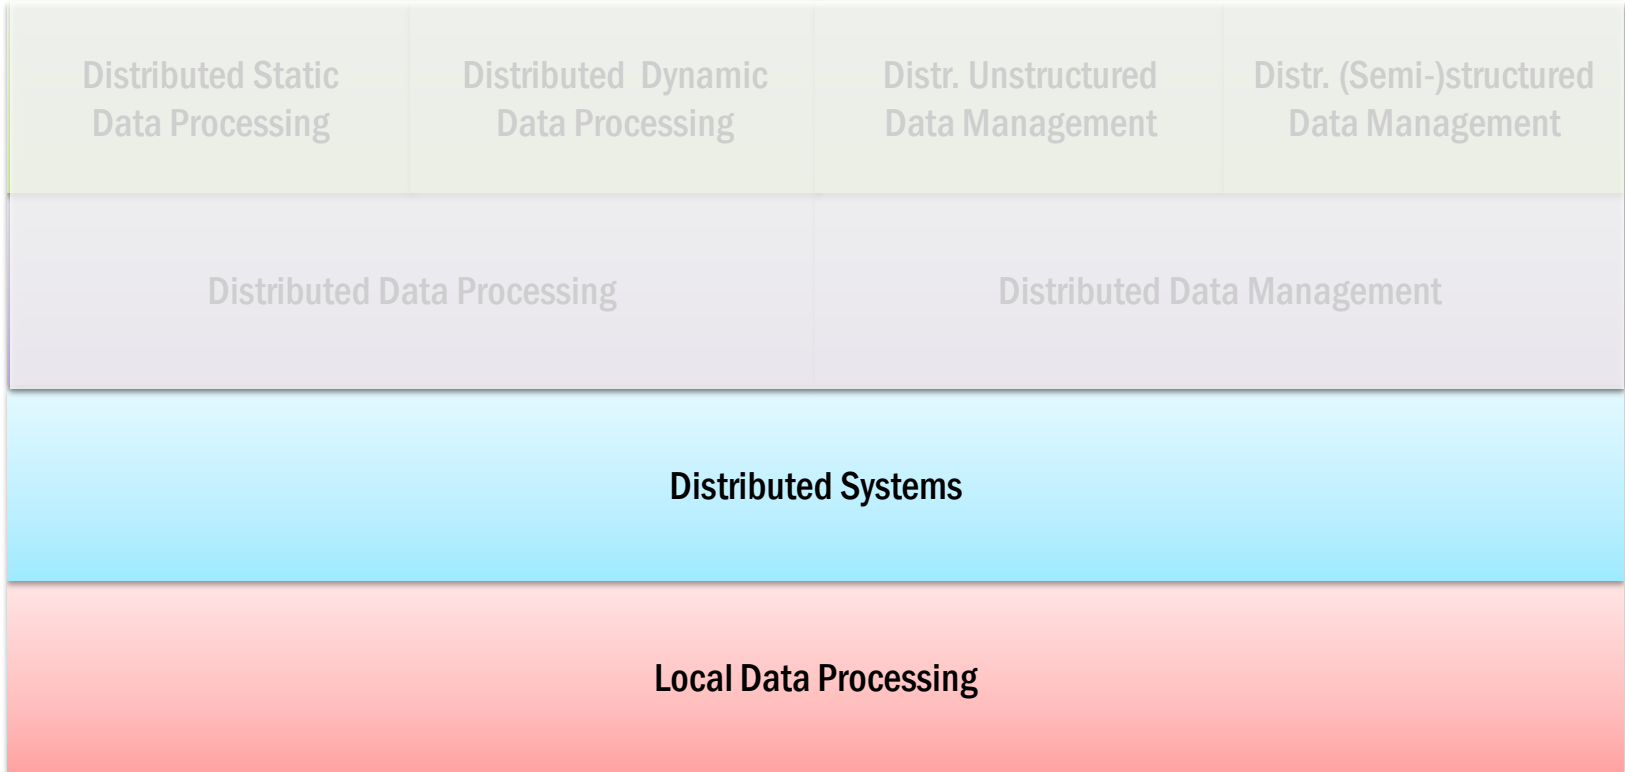 Distributed Static
Data Processing
Distributed  Dynamic
Data Processing
Distr. Unstructured
Data Management
Distr. (Semi-)structured
Data Management
Distributed Data Processing
Distributed Data Management
Distributed Systems
Local Data Processing